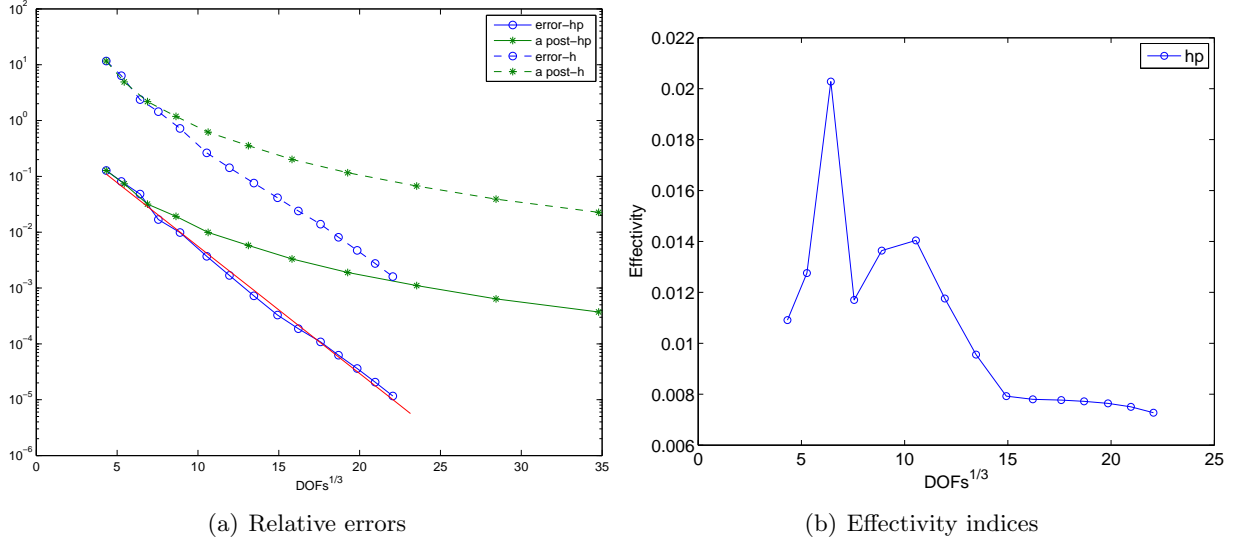 10^2
10^1
10^0
10^-1
10^-2
10^-3
10^-4
10^-5
10^-6
0 5 10 15 20 25 30 35
DOFs^1/3
error-hp
a post-hp
error-h
a post-h
(a) Relative errors
0.022
0.02
0.018
0.016
0.014
0.012
0.01
0.008
0.006
Effectivity
0 5 10 15 20 25
DOFs^1/3
hp
(b) Effectivity indices